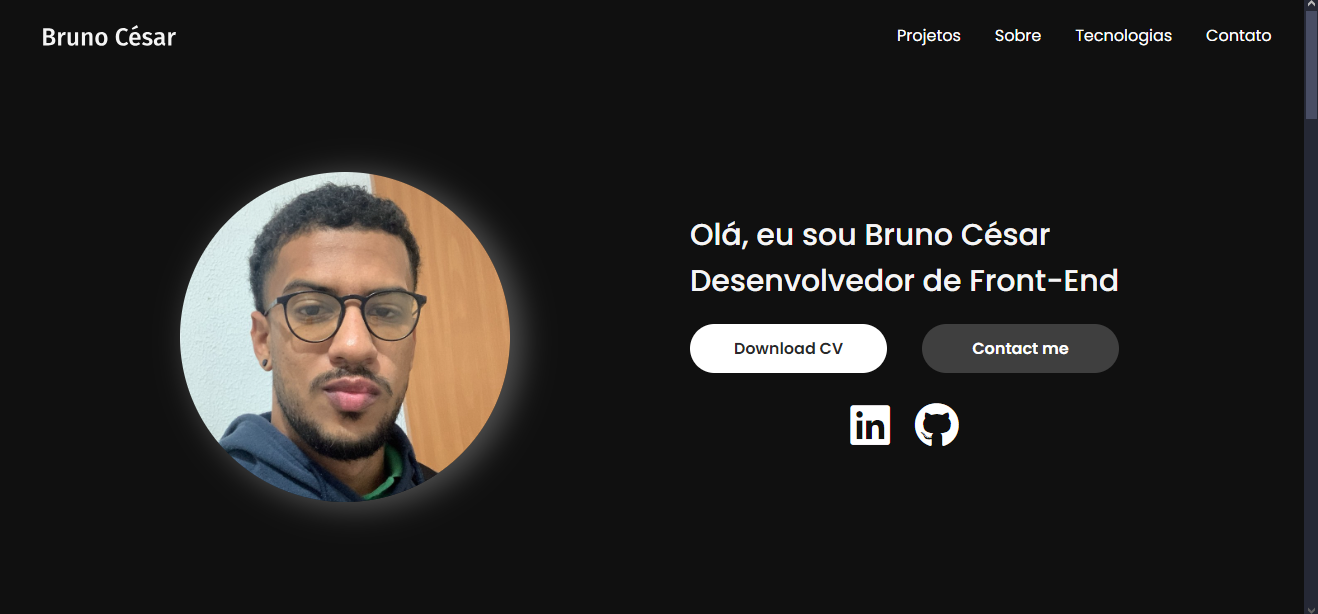 Bruno César
Projetos Sobre Tecnologias Contato
Olá, eu sou Bruno César
Desenvolvedor de Front-End
Download CV Contact me
in